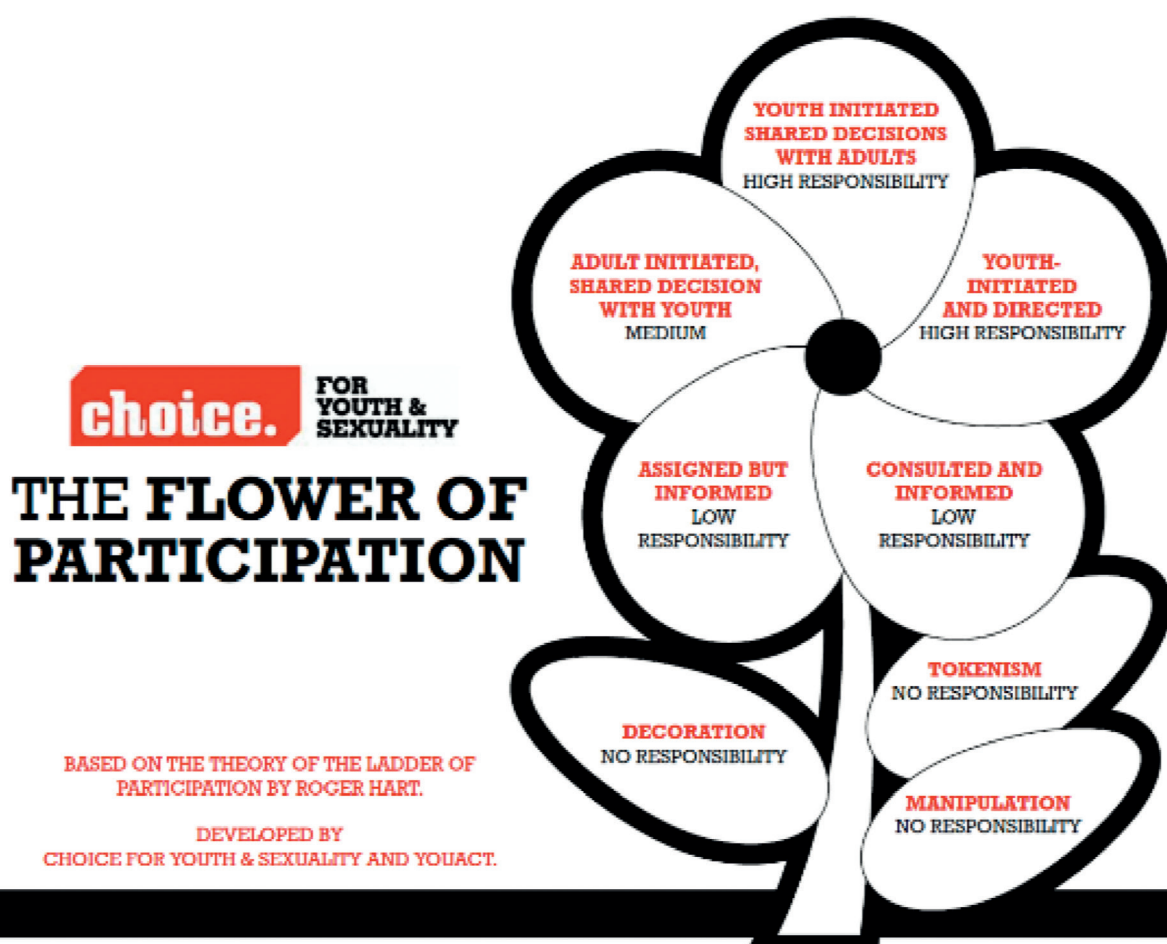 choice.
FOR
YOUTH &
SEXUALITY
THE FLOWER OF
PARTICIPATION
BASED ON THE THEORY OF THE LADDER OF
PARTICIPATION BY ROGER HART.
DEVELOPED BY
CHOICE FOR YOUTH & SEXUALITY AND YOUACT.
YOUTH INITIATED
SHARED DECISIONS
WITH ADULTS
HIGH RESPONSIBILITY
ADULT INITIATED,
SHARED DECISION
WITH YOUTH
MEDIUM
YOUTH-
INITIATED
AND DIRECTED
HIGH RESPONSIBILITY
ASSIGNED BUT
INFORMED
LOW
RESPONSIBILITY
CONSULTED AND
INFORMED
LOW
RESPONSIBILITY
DECORATION
NO RESPONSIBILITY
TOKENISM
NO RESPONSIBILITY
MANIPULATION
NO RESPONSIBILITY